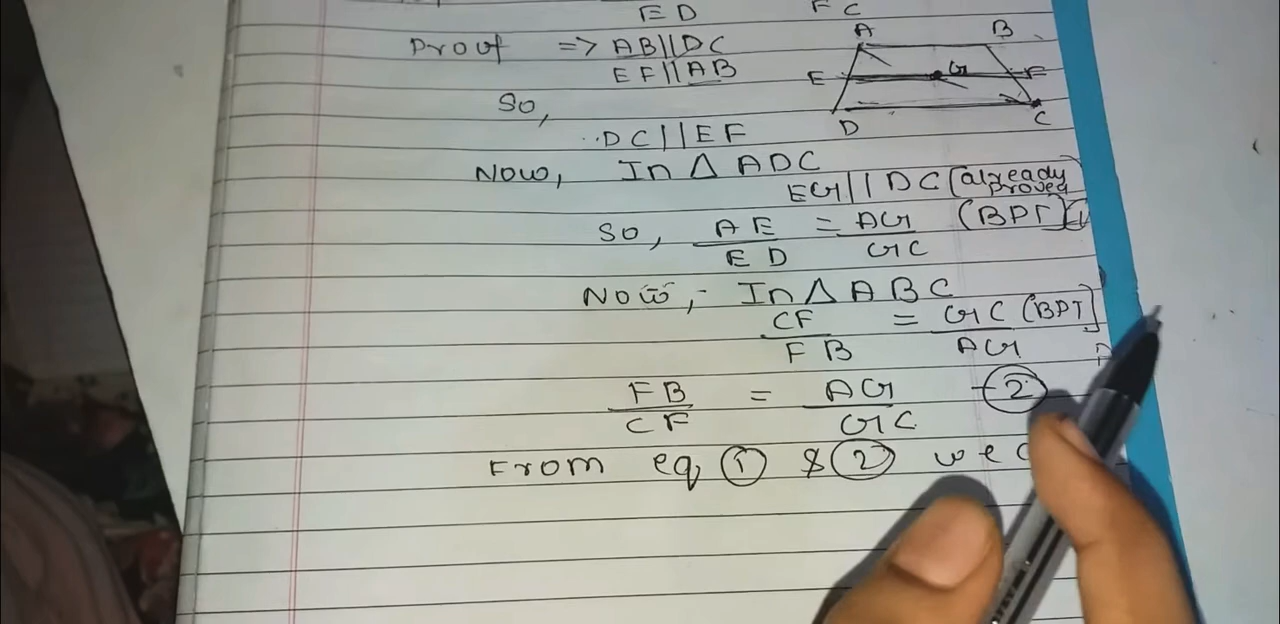 ED FC
Proof => AB||DC
EF||AB
So,
DC||EF
A B
E G F
D C
Now, In Δ ADC
EG||DC (already proved)
So, AE/ED = AG/GC (BPT) 1
Now,- In Δ ABC
CF/FB = GC/AG (BPT)
FB/CF = AG/GC - 2
From eq 1 & 2 we